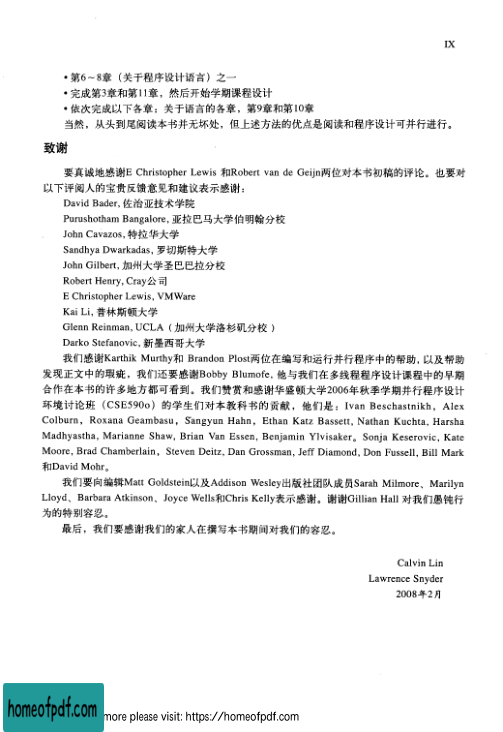 IX
• 第6～8章（关于程序设计语言）之一
• 完成第3章和第11章，然后开始学期课程设计
• 依次完成以下各章：关于语言的各章，第9章和第10章
当然，从头到尾阅读本书并无坏处，但上述方法的优点是阅读和程序设计可并行进行。
致谢
要真诚地感谢E Christopher Lewis 和Robert van de Geijn两位对本书初稿的评论。也要对
以下评阅人的宝贵反馈意见和建议表示感谢：
David Bader, 佐治亚技术学院
Purushotham Bangalore, 亚拉巴马大学伯明翰分校
John Cavazos, 特拉华大学
Sandhya Dwarkadas, 罗切斯特大学
John Gilbert, 加州大学圣巴巴拉分校
Robert Henry, Cray公司
E Christopher Lewis, VMWare
Kai Li, 普林斯顿大学
Glenn Reinman, UCLA（加州大学洛杉矶分校）
Darko Stefanovic, 新墨西哥大学
我们感谢Karthik Murthy和 Brandon Plost两位在编写和运行并行程序中的帮助, 以及帮助
发现正文中的瑕疵，我们还要感谢Bobby Blumofe, 他与我们在多线程程序设计课程中的早期
合作在本书的许多地方都可看到。我们赞赏和感谢华盛顿大学2006年秋季学期并行程序设计
环境讨论班（CSE590o）的学生们对本教科书的贡献，他们是：Ivan Beschastnikh，Alex
Colburn，Roxana Geambasu，Sangyun Hahn，Ethan Katz Bassett, Nathan Kuchta, Harsha
Madhyastha, Marianne Shaw, Brian Van Essen, Benjamin Ylvisaker。Sonja Keserovic, Kate
Moore, Brad Chamberlain，Steven Deitz, Dan Grossman, Jeff Diamond, Don Fussell, Bill Mark
和David Mohr。
我们要向编辑Matt Goldstein以及Addison Wesley出版社团队成员Sarah Milmore、Marilyn
Lloyd、Barbara Atkinson、Joyce Wells和Chris Kelly表示感谢。谢谢Gillian Hall 对我们愚钝行
为的特别容忍。
最后，我们要感谢我们的家人在撰写本书期间对我们的容忍。
Calvin Lin
Lawrence Snyder
2008年2月
homeofpdf.com
more please visit: https://homeofpdf.com